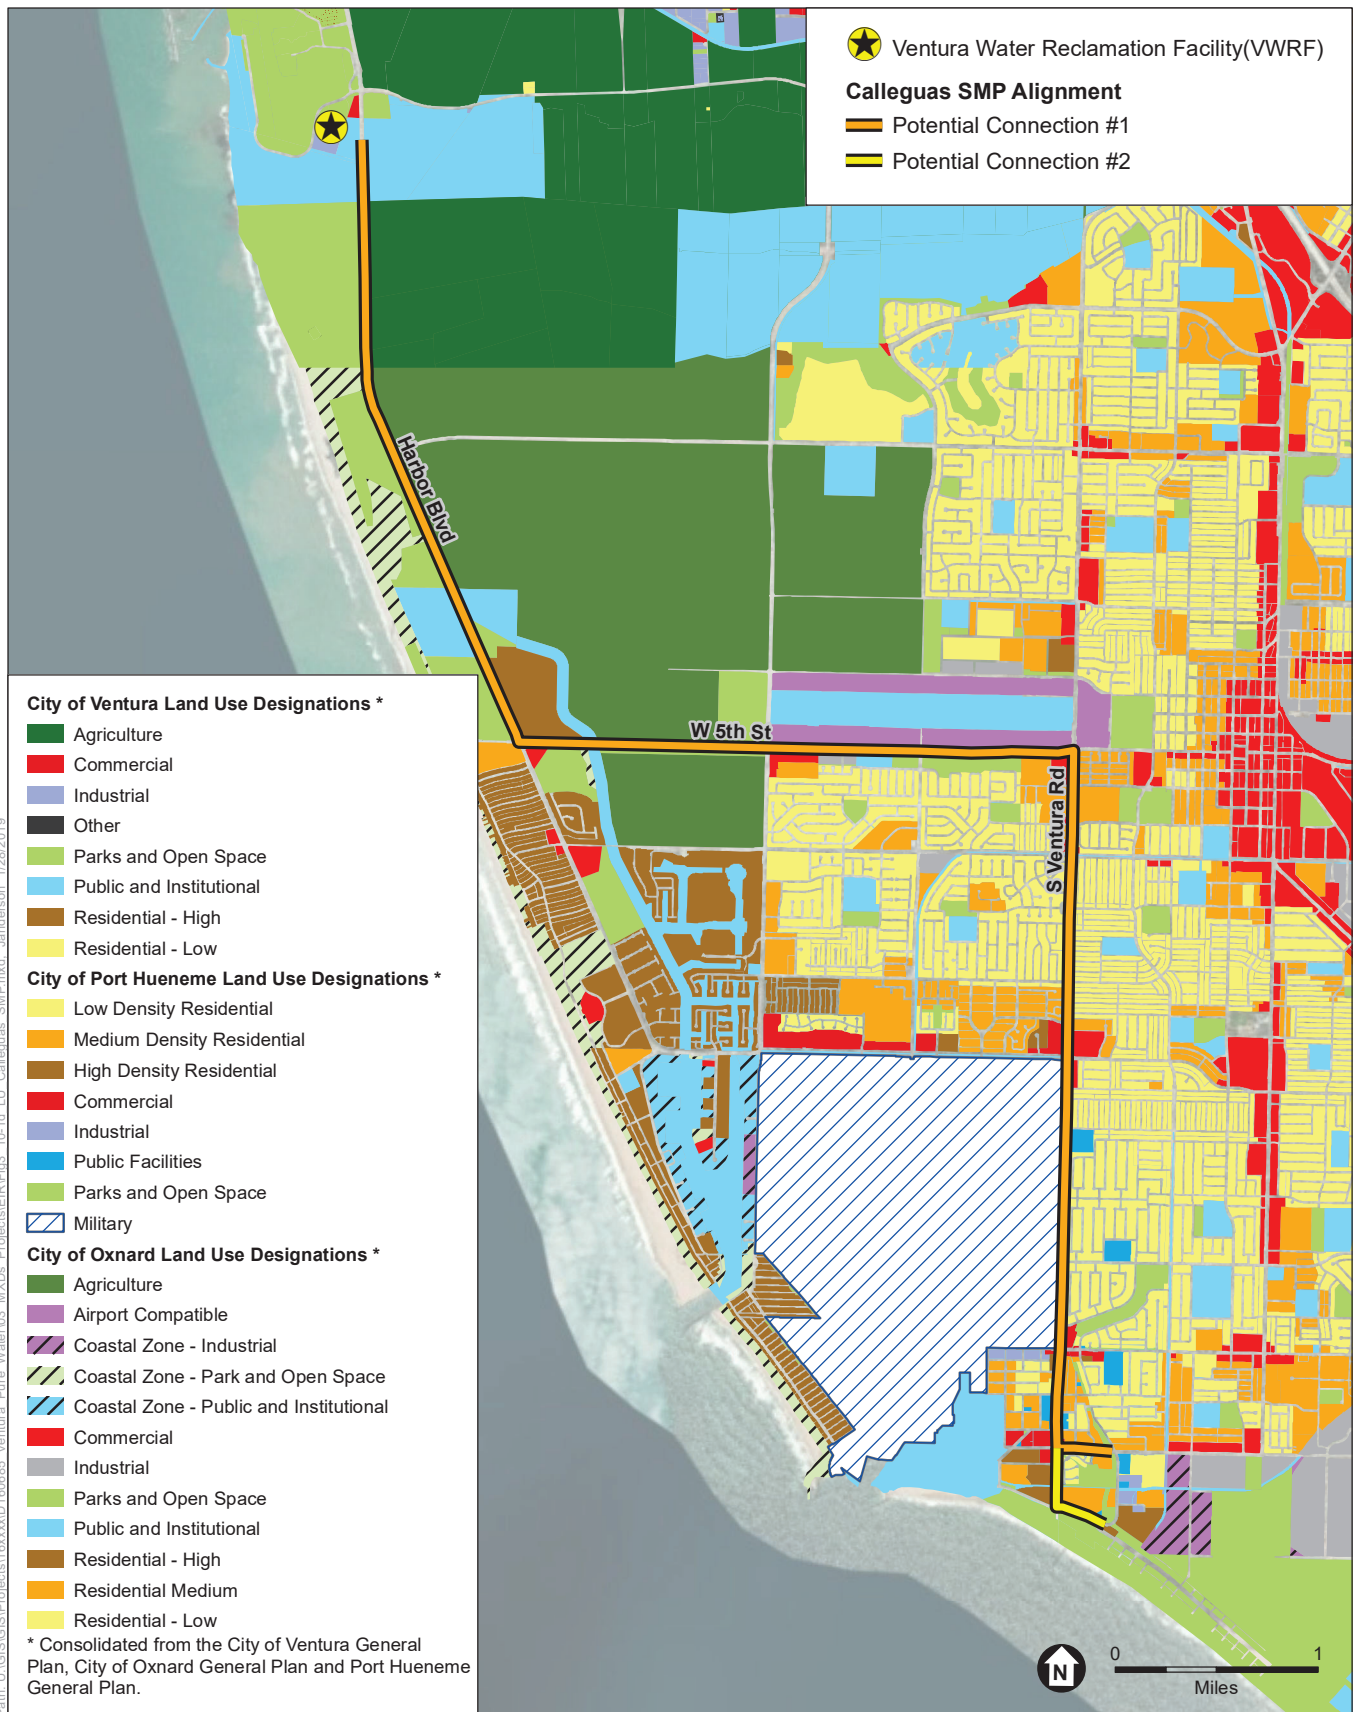 Ventura Water Reclamation Facility(VWRF)
Calleguas SMP Alignment
Potential Connection #1
Potential Connection #2
Harbor Blvd
W 5th St
S Ventura Rd
City of Ventura Land Use Designations *
Agriculture
Commercial
Industrial
Other
Parks and Open Space
Public and Institutional
Residential - High
Residential - Low
City of Port Hueneme Land Use Designations *
Low Density Residential
Medium Density Residential
High Density Residential
Commercial
Industrial
Public Facilities
Parks and Open Space
Military
City of Oxnard Land Use Designations *
Agriculture
Airport Compatible
Coastal Zone - Industrial
Coastal Zone - Park and Open Space
Coastal Zone - Public and Institutional
Commercial
Industrial
Parks and Open Space
Public and Institutional
Residential - High
Residential Medium
Residential - Low
* Consolidated from the City of Ventura General
Plan, City of Oxnard General Plan and Port Hueneme
General Plan.
N
0 1
Miles